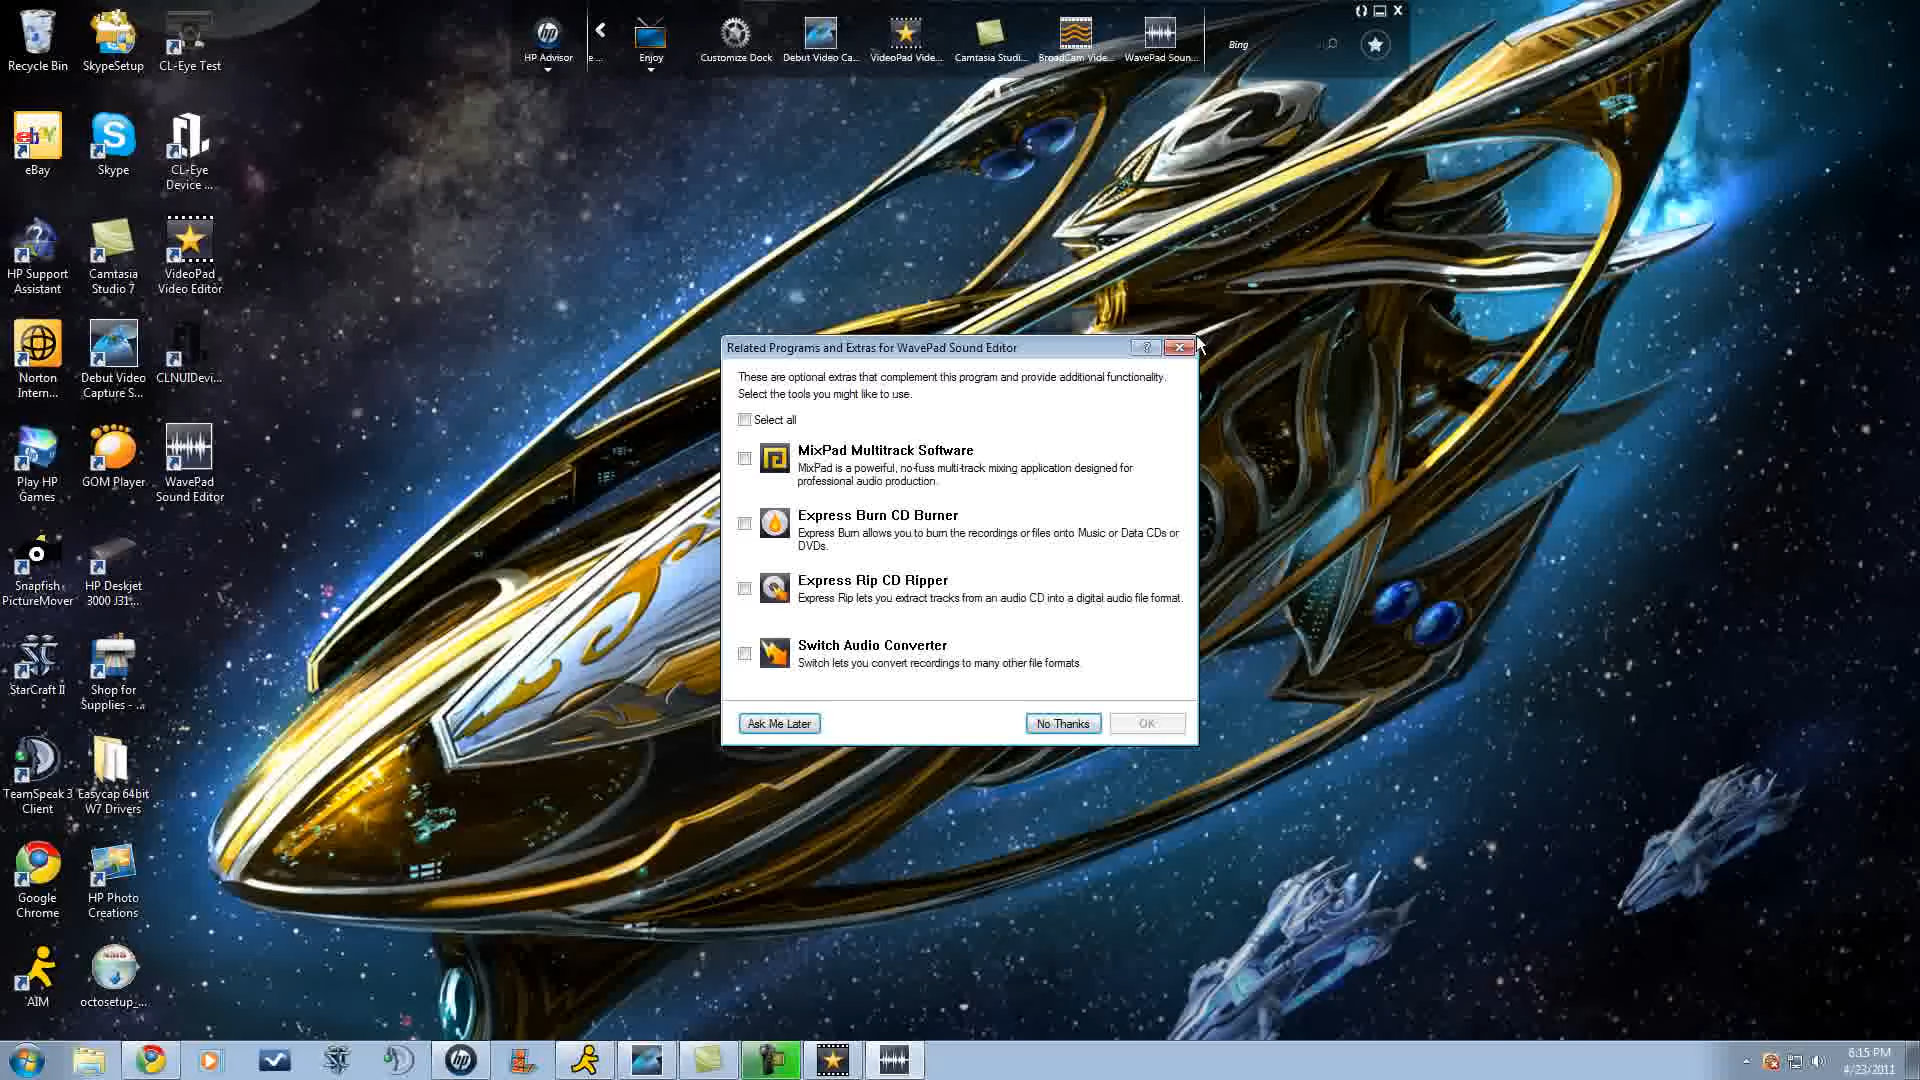 Recycle Bin
SkypeSetup
CL-Eye Test
eBay
Skype
CL-Eye
Device ...
HP Support
Assistant
Camtasia
Studio 7
VideoPad
Video Editor
Norton
Intern...
Debut Video
Capture S...
CLNUIDevi...
Play HP
Games
GOM Player
WavePad
Sound Editor
Snapfish
PictureMover
HP Deskjet
3000 J31...
StarCraft II
Shop for
Supplies - ...
TeamSpeak 3
Client
Easycap 64bit
W7 Drivers
Google
Chrome
HP Photo
Creations
AIM
octosetup_...
HP Advisor
e...
Enjoy
Customize Dock
Debut Video Ca...
VideoPad Vide...
Camtasia Studi...
BroadCam Vide...
WavePad Soun...
Bing
Related Programs and Extras for WavePad Sound Editor
These are optional extras that complement this program and provide additional functionality.
Select the tools you might like to use.
Select all
MixPad Multitrack Software
MixPad is a powerful, no-fuss multi-track mixing application designed for
professional audio production.
Express Burn CD Burner
Express Burn allows you to burn the recordings or files onto Music or Data CDs or
DVDs.
Express Rip CD Ripper
Express Rip lets you extract tracks from an audio CD into a digital audio file format.
Switch Audio Converter
Switch lets you convert recordings to many other file formats.
Ask Me Later
No Thanks
OK
6:15 PM
4/23/2011